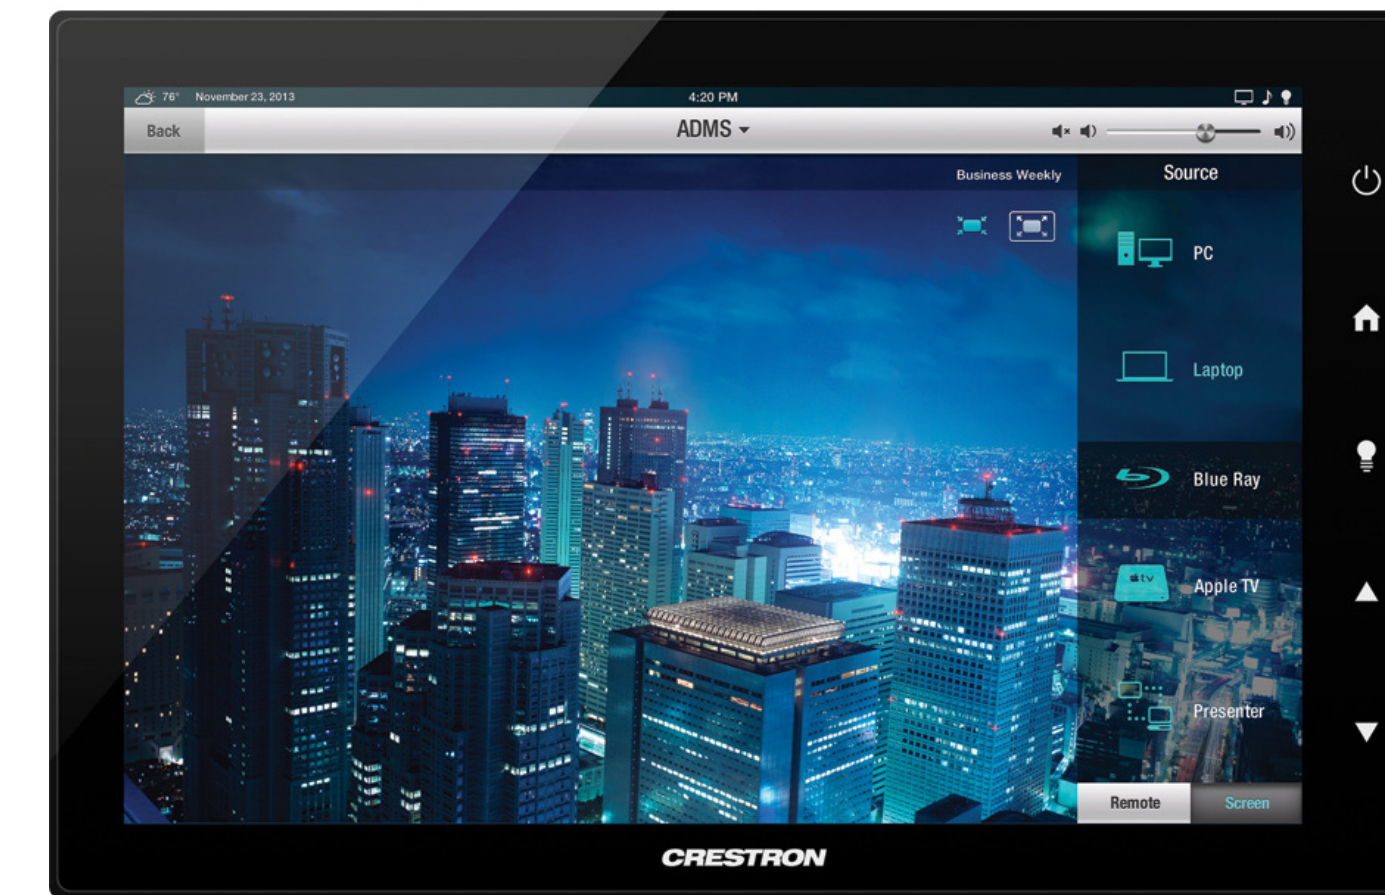 76° November 23, 2013 4:20 PM
Back ADMS
Business Weekly Source
PC
Laptop
Blue Ray
tv Apple TV
Presenter
Remote Screen
CRESTRON